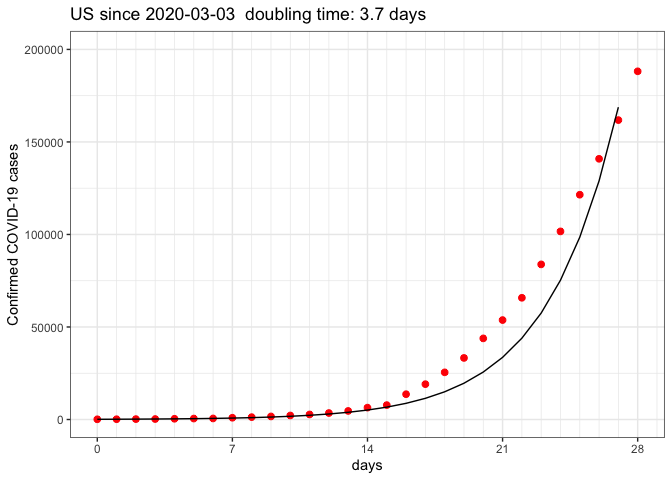 US since 2020-03-03 doubling time: 3.7 days
Confirmed COVID-19 cases
200000
150000
100000
50000
0
0 7 14 21 28
days